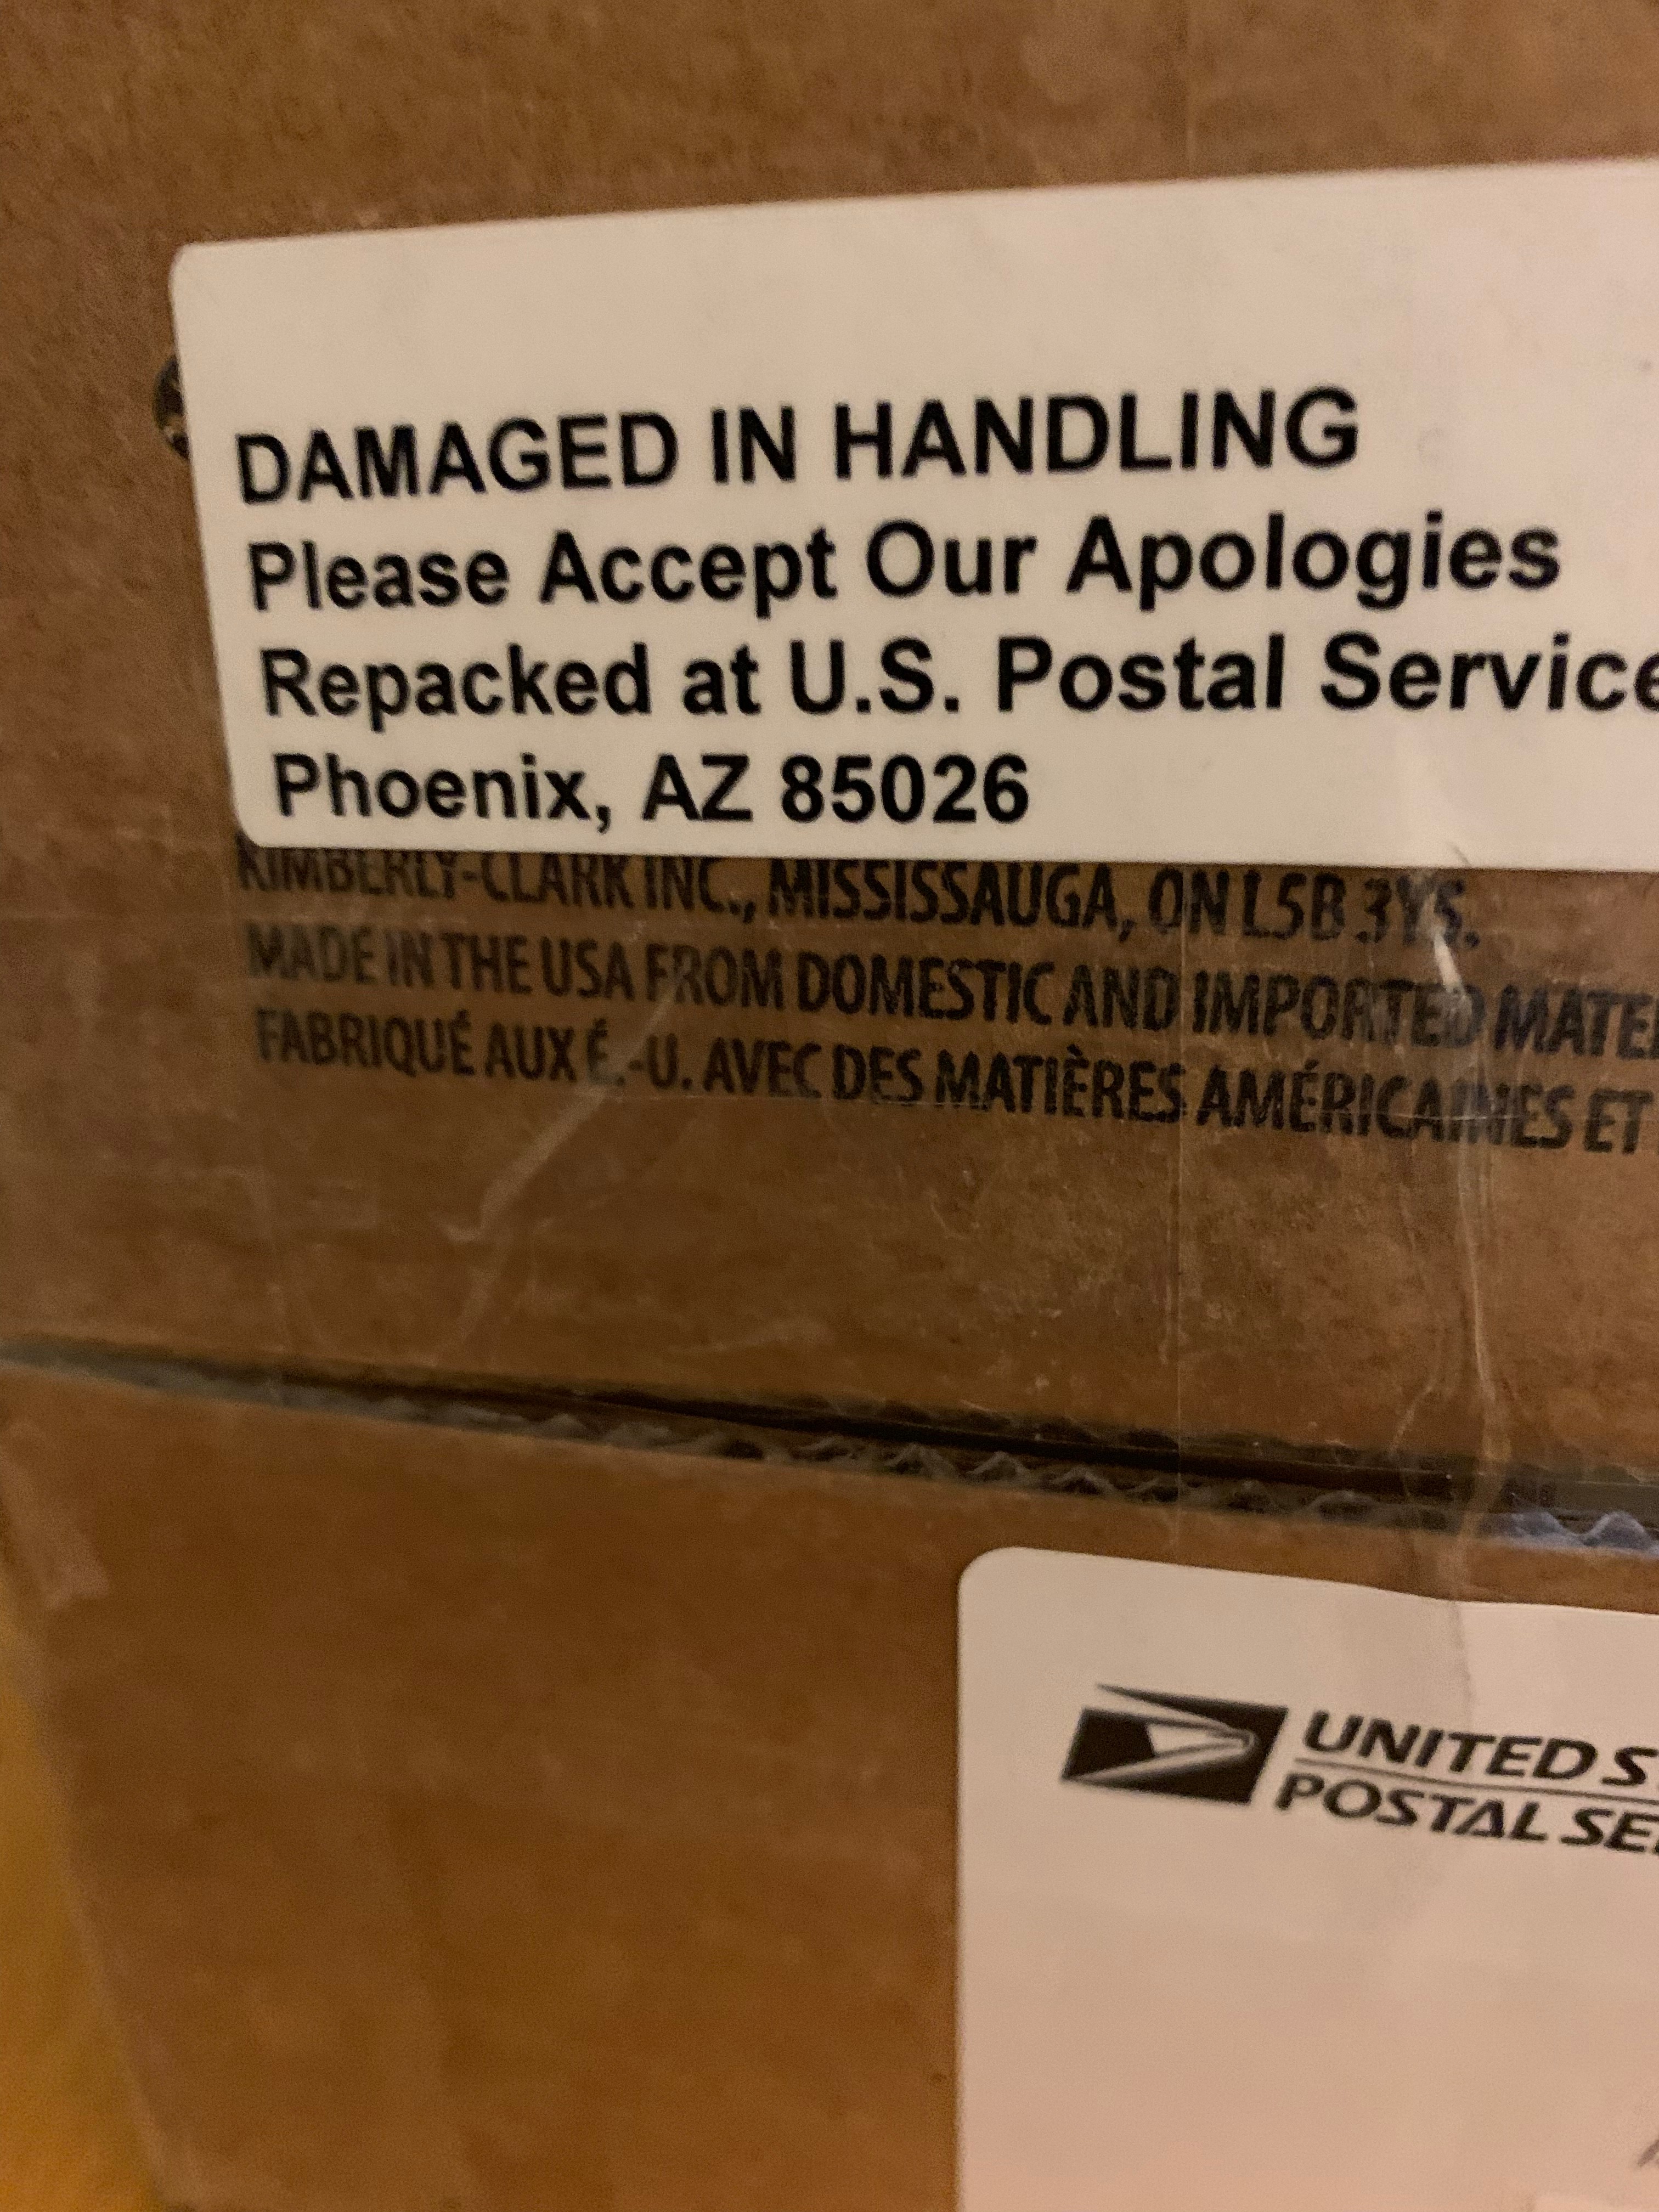 DAMAGED IN HANDLING
Please Accept Our Apologies
Repacked at U.S. Postal Service
Phoenix, AZ 85026
KIMBERLY-CLARK INC., MISSISSAUGA, ON L5B 3Y5.
MADE IN THE USA FROM DOMESTIC AND IMPORTED MATE
FABRIQUÉ AUX É.-U. AVEC DES MATIÈRES AMÉRICAINES ET
UNITED S
POSTAL SE